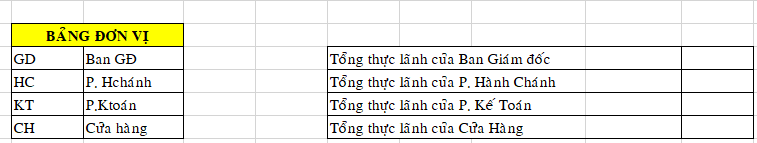 BẢNG ĐƠN VỊ
GD Ban GĐ Tổng thực lãnh của Ban Giám đốc
HC P. Hchánh Tổng thực lãnh của P. Hành Chánh
KT P.Ktoán Tổng thực lãnh của P. Kế Toán
CH Cửa hàng Tổng thực lãnh của Cửa Hàng